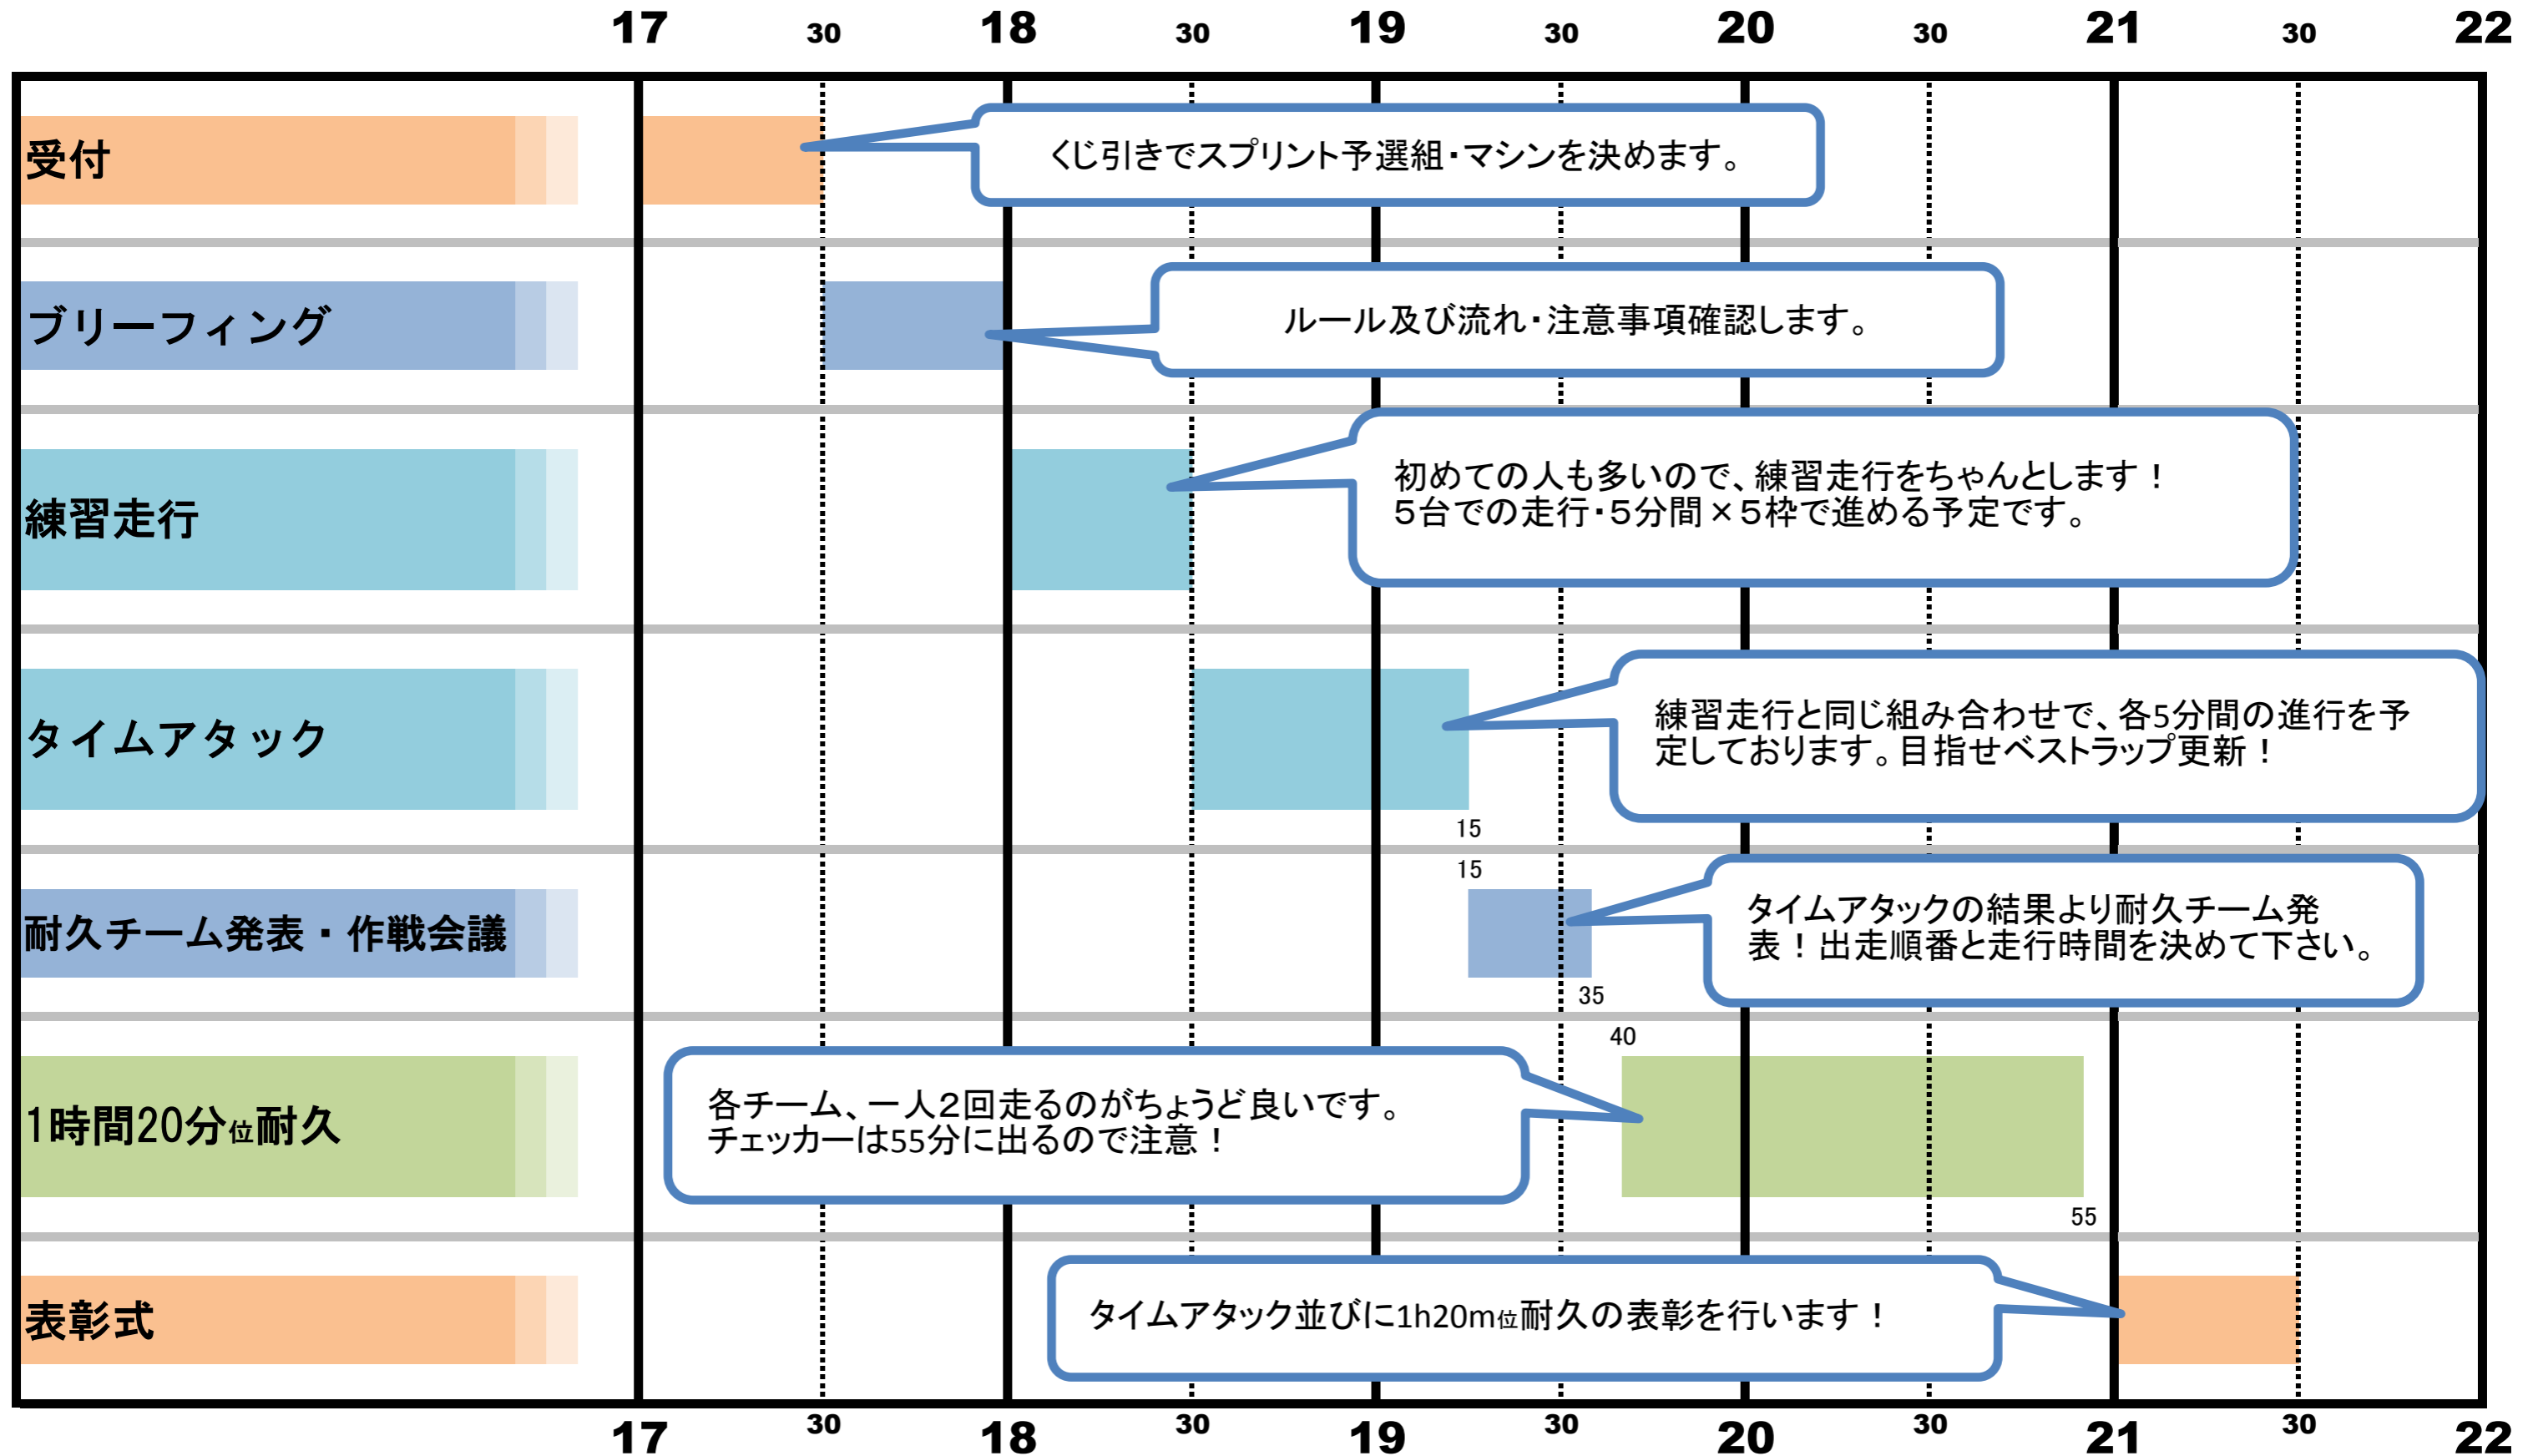 17 30 18 30 19 30 20 30 21 30 22
受付
くじ引きでスプリント予選組・マシンを決めます。
ブリーフィング
ルール及び流れ・注意事項確認します。
練習走行
初めての人も多いので、練習走行をちゃんとします！
５台での走行・５分間×５枠で進める予定です。
タイムアタック
練習走行と同じ組み合わせで、各5分間の進行を予
定しております。目指せベストラップ更新！
15
15
耐久チーム発表・作戦会議
タイムアタックの結果より耐久チーム発
表！出走順番と走行時間を決めて下さい。
35
40
1時間20分位耐久
各チーム、一人２回走るのがちょうど良いです。
チェッカーは55分に出るので注意！
55
表彰式
タイムアタック並びに1h20m位耐久の表彰を行います！
17 30 18 30 19 30 20 30 21 30 22